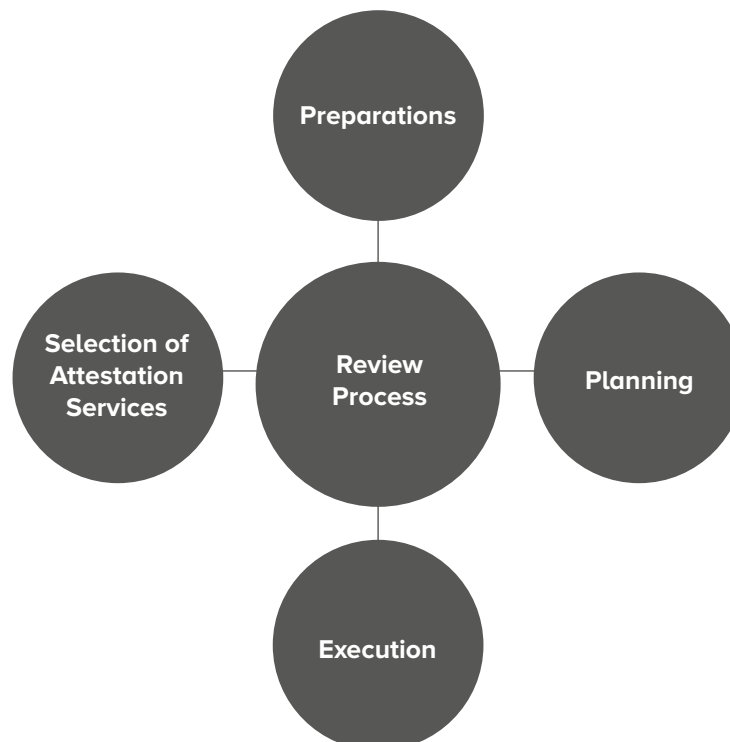 Preparations
Selection of
Attestation
Services
Review
Process
Planning
Execution